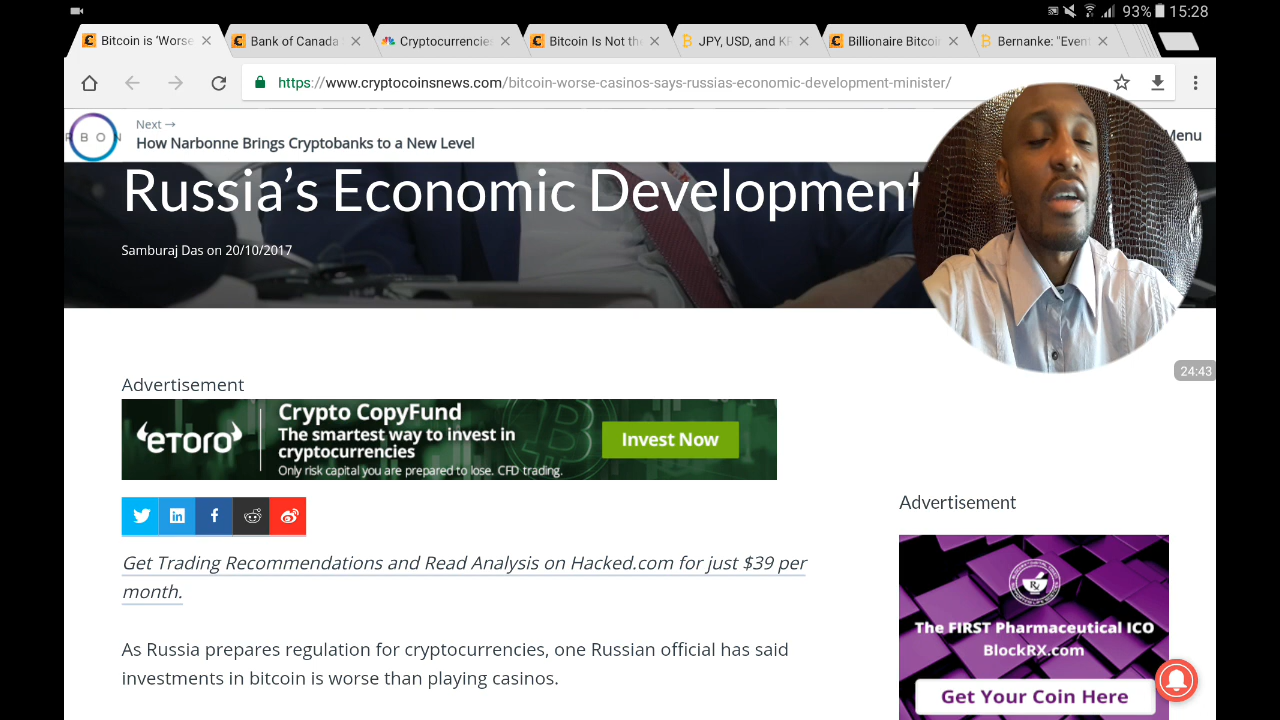 93% 15:28
Bitcoin is 'Worse
Bank of Canada
Cryptocurrencie
Bitcoin Is Not th
JPY, USD, and K
Billionaire Bitcoi
Bernanke: "Even
https://www.cryptocoinsnews.com/bitcoin-worse-casinos-says-russias-economic-development-minister/
R B O N
Next →
How Narbonne Brings Cryptobanks to a New Level
Menu
Russia's Economic Development
Samburaj Das on 20/10/2017
24:43
Advertisement
eToro
Crypto CopyFund
The smartest way to invest in
cryptocurrencies
Only risk capital you are prepared to lose. CFD trading.
Invest Now
Advertisement
Get Trading Recommendations and Read Analysis on Hacked.com for just $39 per
month.
The FIRST Pharmaceutical ICO
BlockRX.com
Get Your Coin Here
As Russia prepares regulation for cryptocurrencies, one Russian official has said
investments in bitcoin is worse than playing casinos.